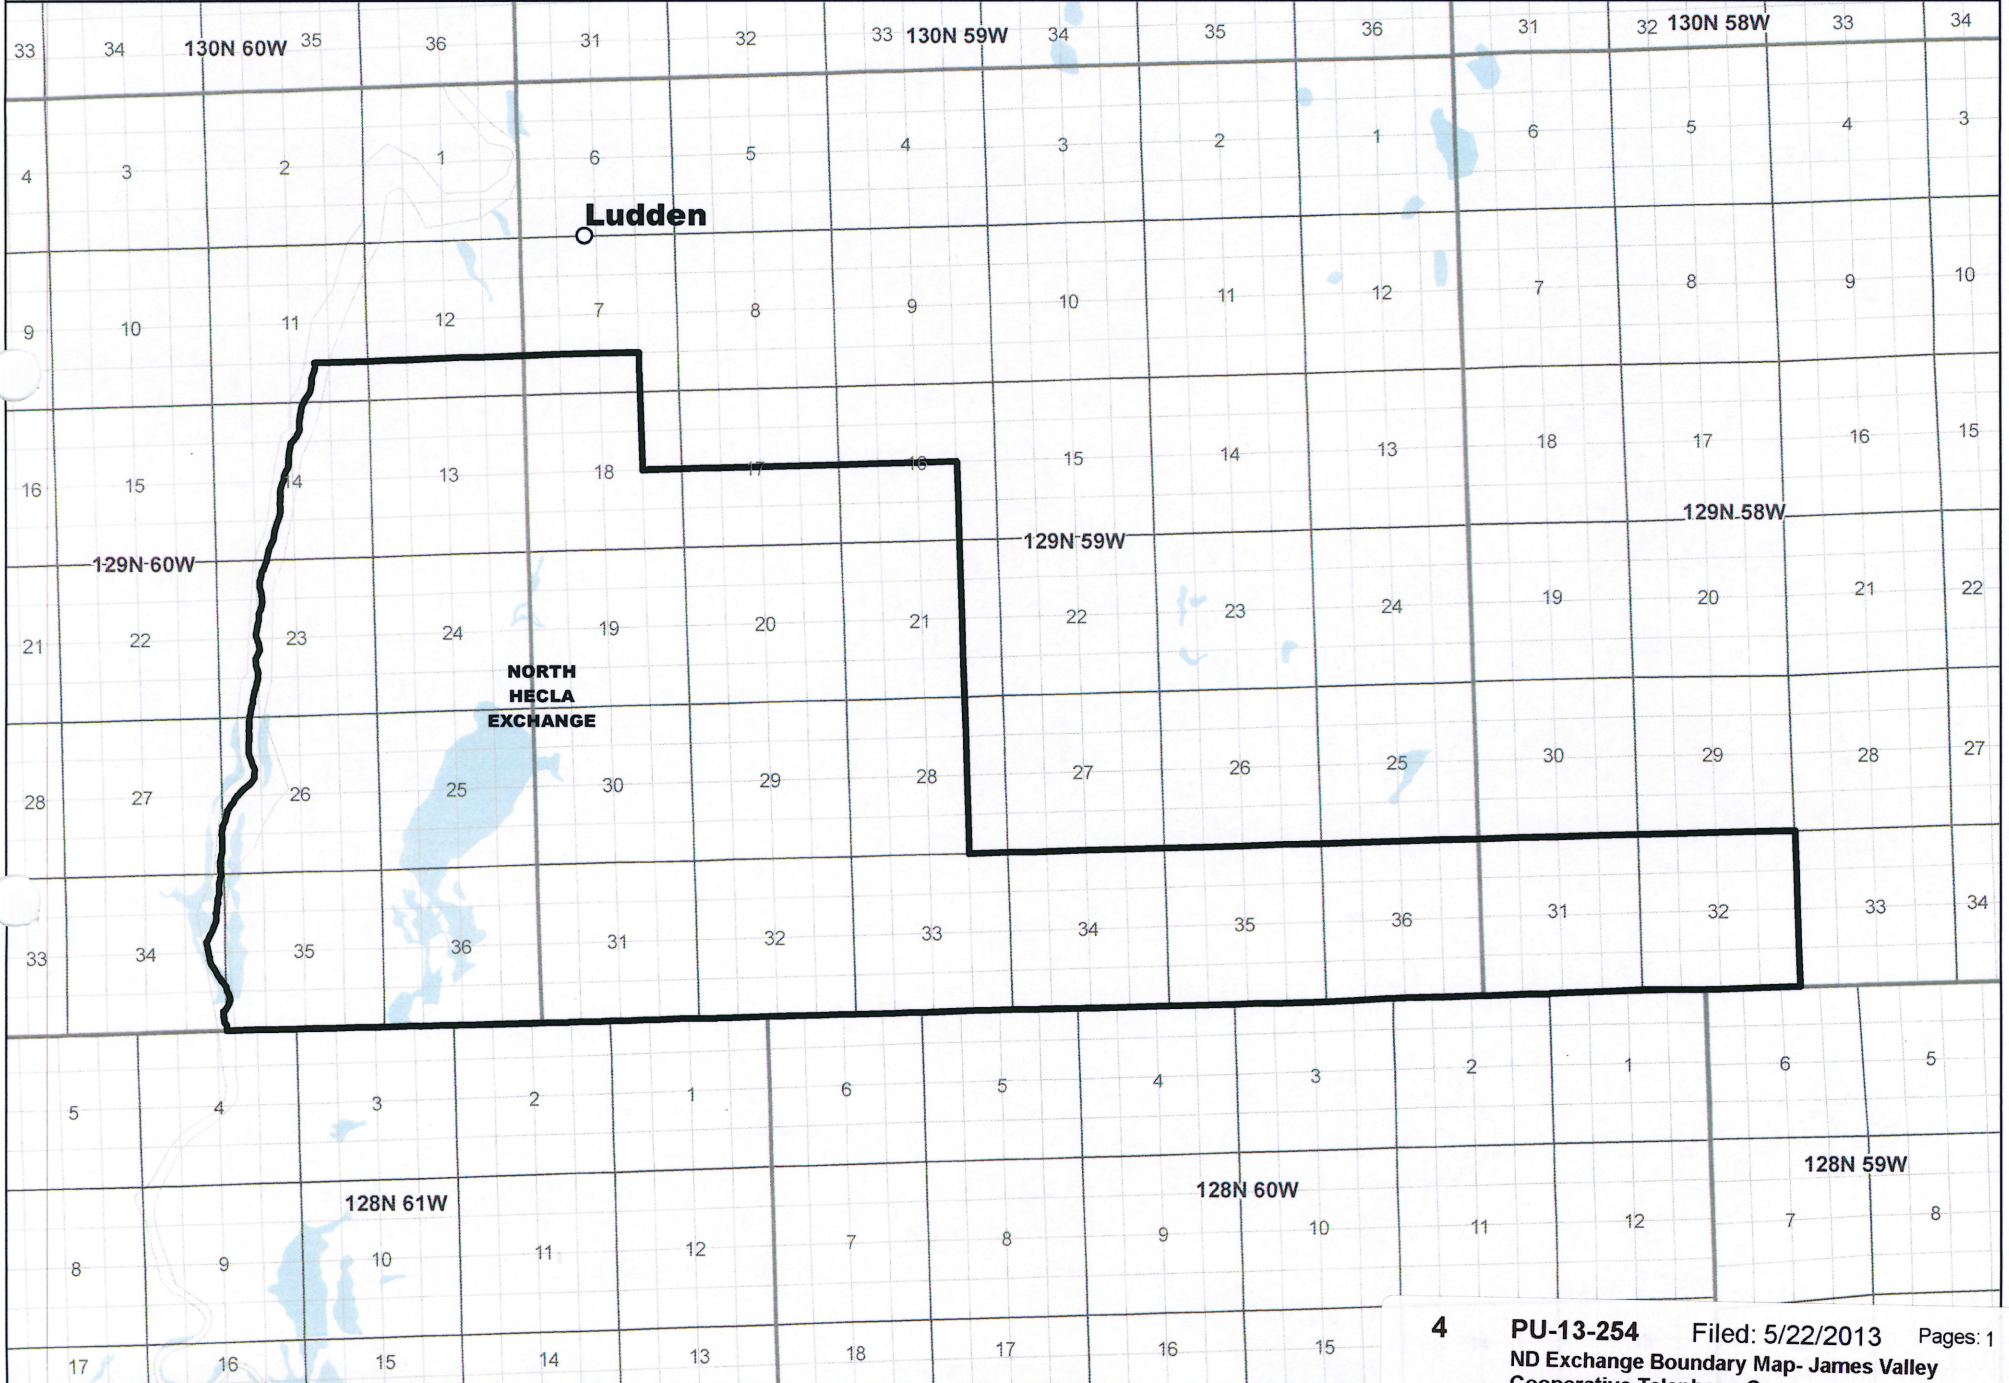 33 34 130N 60W 35 36 31 32 33 130N 59W 34 35 36 31 32 130N 58W 33 34
4 3 2 1 6 5 4 3 2 1 6 5 4 3
Ludden
9 10 11 12 7 8 9 10 11 12 7 8 9 10
16 15 14 13 18 17 16 15 14 13 18 17 16 15
129N 60W 129N 59W 129N 58W
21 22 23 24 19 20 21 22 23 24 19 20 21 22
NORTH
HECLA
EXCHANGE
28 27 26 25 30 29 28 27 26 25 30 29 28 27
33 34 35 36 31 32 33 34 35 36 31 32 33 34
5 4 3 2 1 6 5 4 3 2 1 6 5
128N 61W 128N 60W 128N 59W
8 9 10 11 12 7 8 9 10 11 12 7 8
17 16 15 14 13 18 17 16 15
4 PU-13-254 Filed: 5/22/2013 Pages: 1
ND Exchange Boundary Map- James Valley